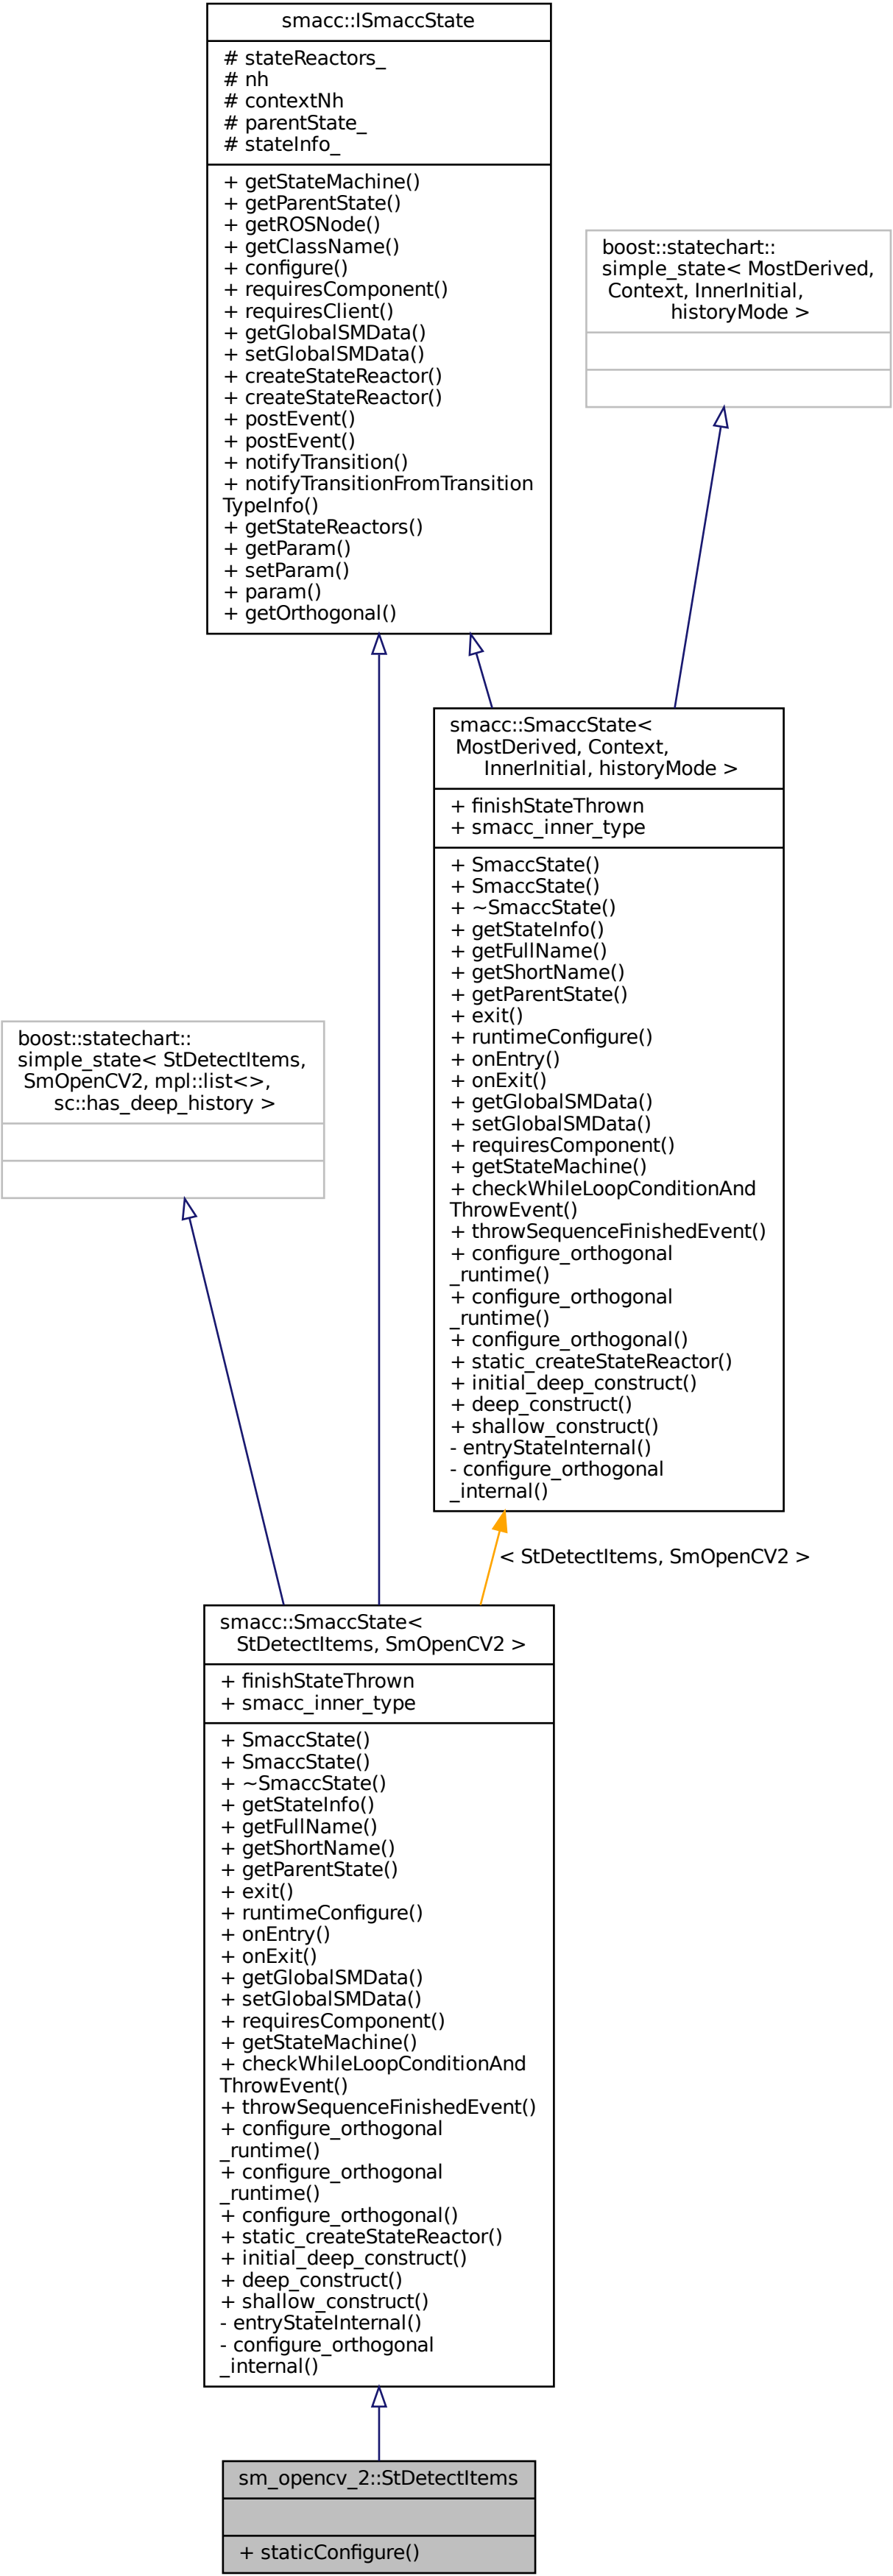 smacc::ISmaccState
# stateReactors_
# nh
# contextNh
# parentState_
# stateInfo_
+ getStateMachine()
+ getParentState()
+ getROSNode()
+ getClassName()
+ configure()
+ requiresComponent()
+ requiresClient()
+ getGlobalSMData()
+ setGlobalSMData()
+ createStateReactor()
+ createStateReactor()
+ postEvent()
+ postEvent()
+ notifyTransition()
+ notifyTransitionFromTransition
TypeInfo()
+ getStateReactors()
+ getParam()
+ setParam()
+ param()
+ getOrthogonal()
boost::statechart::
simple_state< MostDerived,
Context, InnerInitial,
historyMode >
smacc::SmaccState<
MostDerived, Context,
InnerInitial, historyMode >
+ finishStateThrown
+ smacc_inner_type
+ SmaccState()
+ SmaccState()
+ ~SmaccState()
+ getStateInfo()
+ getFullName()
+ getShortName()
+ getParentState()
+ exit()
+ runtimeConfigure()
+ onEntry()
+ onExit()
+ getGlobalSMData()
+ setGlobalSMData()
+ requiresComponent()
+ getStateMachine()
+ checkWhileLoopConditionAnd
ThrowEvent()
+ throwSequenceFinishedEvent()
+ configure_orthogonal
_runtime()
+ configure_orthogonal
_runtime()
+ configure_orthogonal()
+ static_createStateReactor()
+ initial_deep_construct()
+ deep_construct()
+ shallow_construct()
- entryStateInternal()
- configure_orthogonal
_internal()
boost::statechart::
simple_state< StDetectItems,
SmOpenCV2, mpl::list<>,
sc::has_deep_history >
< StDetectItems, SmOpenCV2 >
smacc::SmaccState<
StDetectItems, SmOpenCV2 >
+ finishStateThrown
+ smacc_inner_type
+ SmaccState()
+ SmaccState()
+ ~SmaccState()
+ getStateInfo()
+ getFullName()
+ getShortName()
+ getParentState()
+ exit()
+ runtimeConfigure()
+ onEntry()
+ onExit()
+ getGlobalSMData()
+ setGlobalSMData()
+ requiresComponent()
+ getStateMachine()
+ checkWhileLoopConditionAnd
ThrowEvent()
+ throwSequenceFinishedEvent()
+ configure_orthogonal
_runtime()
+ configure_orthogonal
_runtime()
+ configure_orthogonal()
+ static_createStateReactor()
+ initial_deep_construct()
+ deep_construct()
+ shallow_construct()
- entryStateInternal()
- configure_orthogonal
_internal()
sm_opencv_2::StDetectItems
+ staticConfigure()